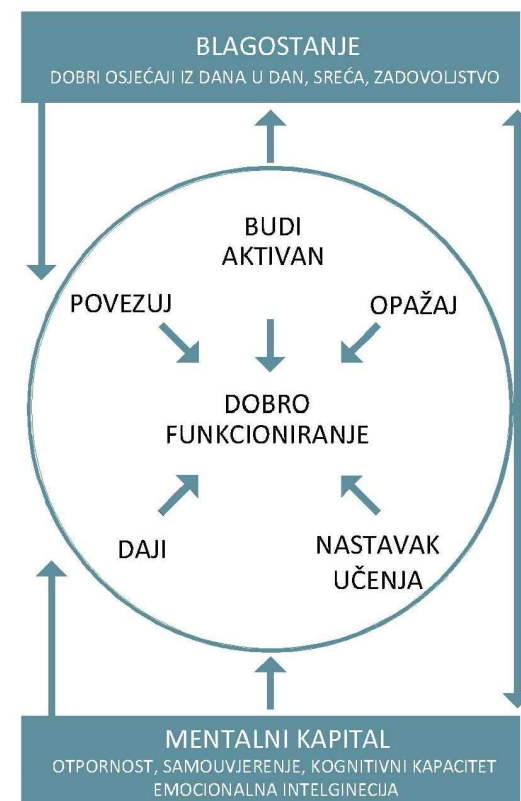 BLAGOSTANJE
DOBRI OSJEĆAJI IZ DANA U DAN, SREĆA, ZADOVOLJSTVO
BUDI
AKTIVAN
POVEZUJ
OPAŽAJ
DOBRO
FUNKCIONIRANJE
DAJI
NASTAVAK
UČENJA
MENTALNI KAPITAL
OTPORNOST, SAMOUVJERENJE, KOGNITIVNI KAPACITET
EMOCIONALNA INTELGINECIJA